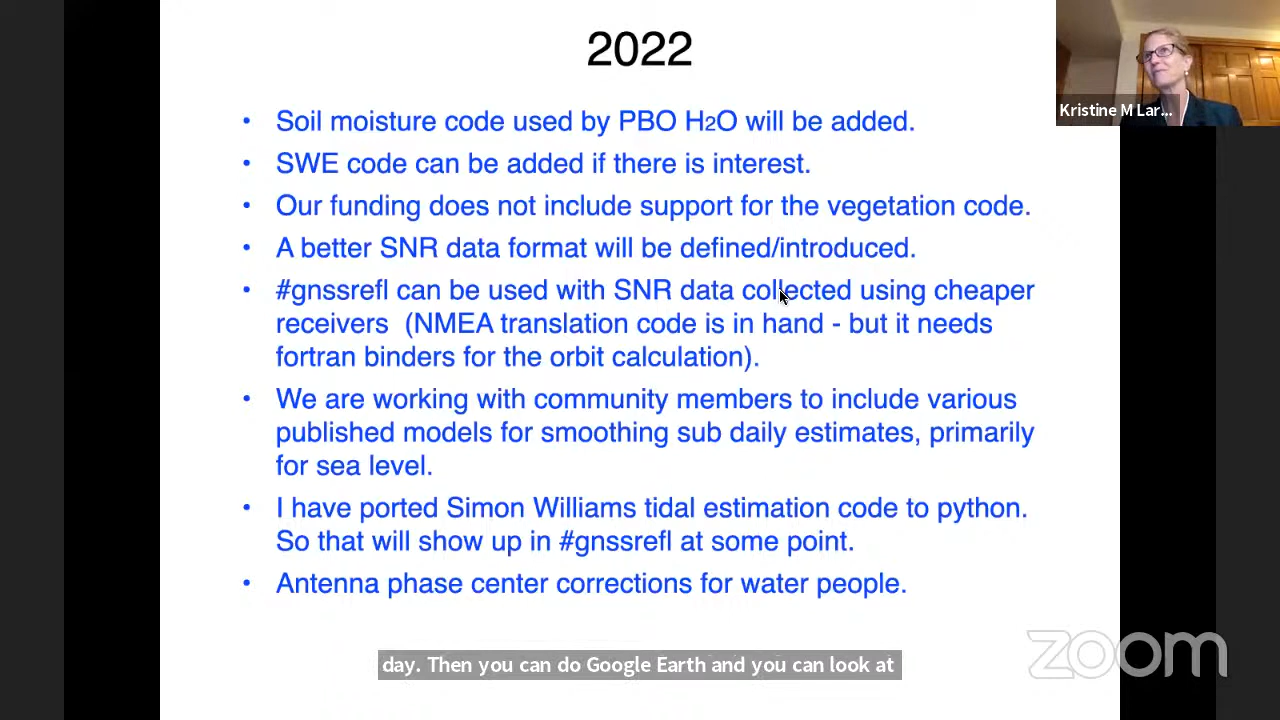 2022
Kristine M Lar...
• Soil moisture code used by PBO H2O will be added.
• SWE code can be added if there is interest.
• Our funding does not include support for the vegetation code.
• A better SNR data format will be defined/introduced.
• #gnssrefl can be used with SNR data collected using cheaper
receivers (NMEA translation code is in hand - but it needs
fortran binders for the orbit calculation).
• We are working with community members to include various
published models for smoothing sub daily estimates, primarily
for sea level.
• I have ported Simon Williams tidal estimation code to python.
So that will show up in #gnssrefl at some point.
• Antenna phase center corrections for water people.
day. Then you can do Google Earth and you can look at
zoom